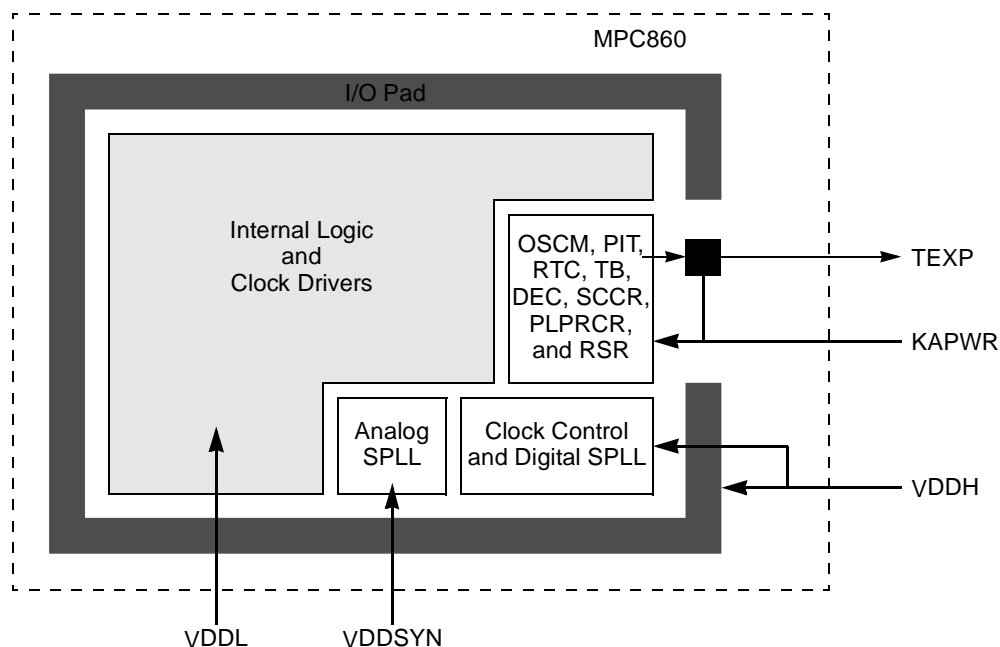 MPC860
I/O Pad
Internal Logic
and
Clock Drivers
OSCM, PIT,
RTC, TB,
DEC, SCCR,
PLPRCR,
and RSR
TEXP
KAPWR
Analog
SPLL
Clock Control
and Digital SPLL
VDDH
VDDL
VDDSYN